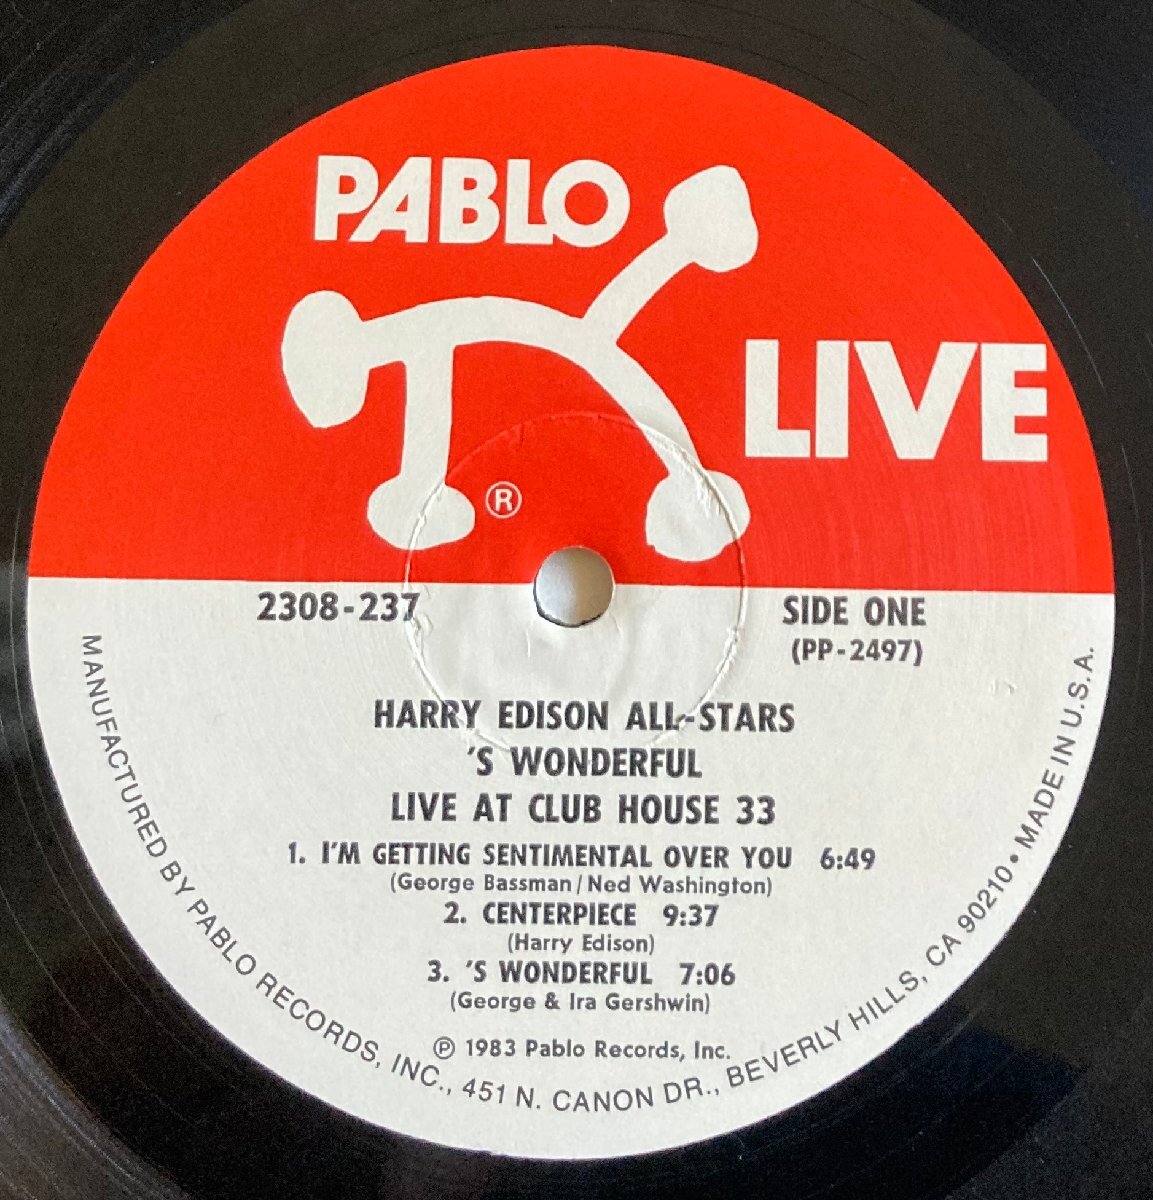 PABLO
LIVE
®
2308-237
SIDE ONE
(PP-2497)
HARRY EDISON ALL-STARS
'S WONDERFUL
LIVE AT CLUB HOUSE 33
1. I'M GETTING SENTIMENTAL OVER YOU 6:49
(George Bassman/Ned Washington)
2. CENTERPIECE 9:37
(Harry Edison)
3. 'S WONDERFUL 7:06
(George & Ira Gershwin)
℗ 1983 Pablo Records, Inc.
MANUFACTURED BY PABLO RECORDS, INC., 451 N. CANON DR., BEVERLY HILLS, CA 90210 • MADE IN U.S.A.